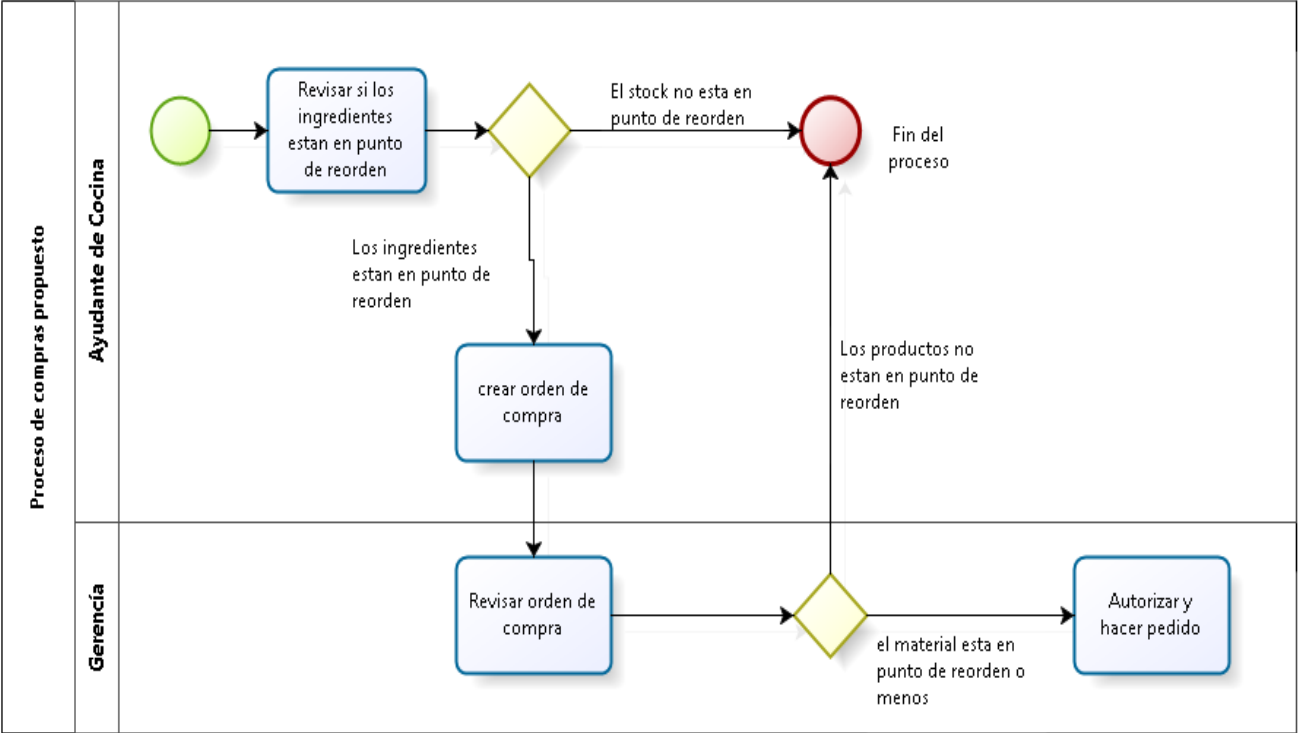 Proceso de compras propuesto
Ayudante de Cocina
Revisar si los
ingredientes
estan en punto
de reorden
El stock no esta en
punto de reorden
Fin del
proceso
Los ingredientes
estan en punto de
reorden
crear orden de
compra
Los productos no
estan en punto de
reorden
Gerencía
Revisar orden de
compra
el material esta en
punto de reorden o
menos
Autorizar y
hacer pedido